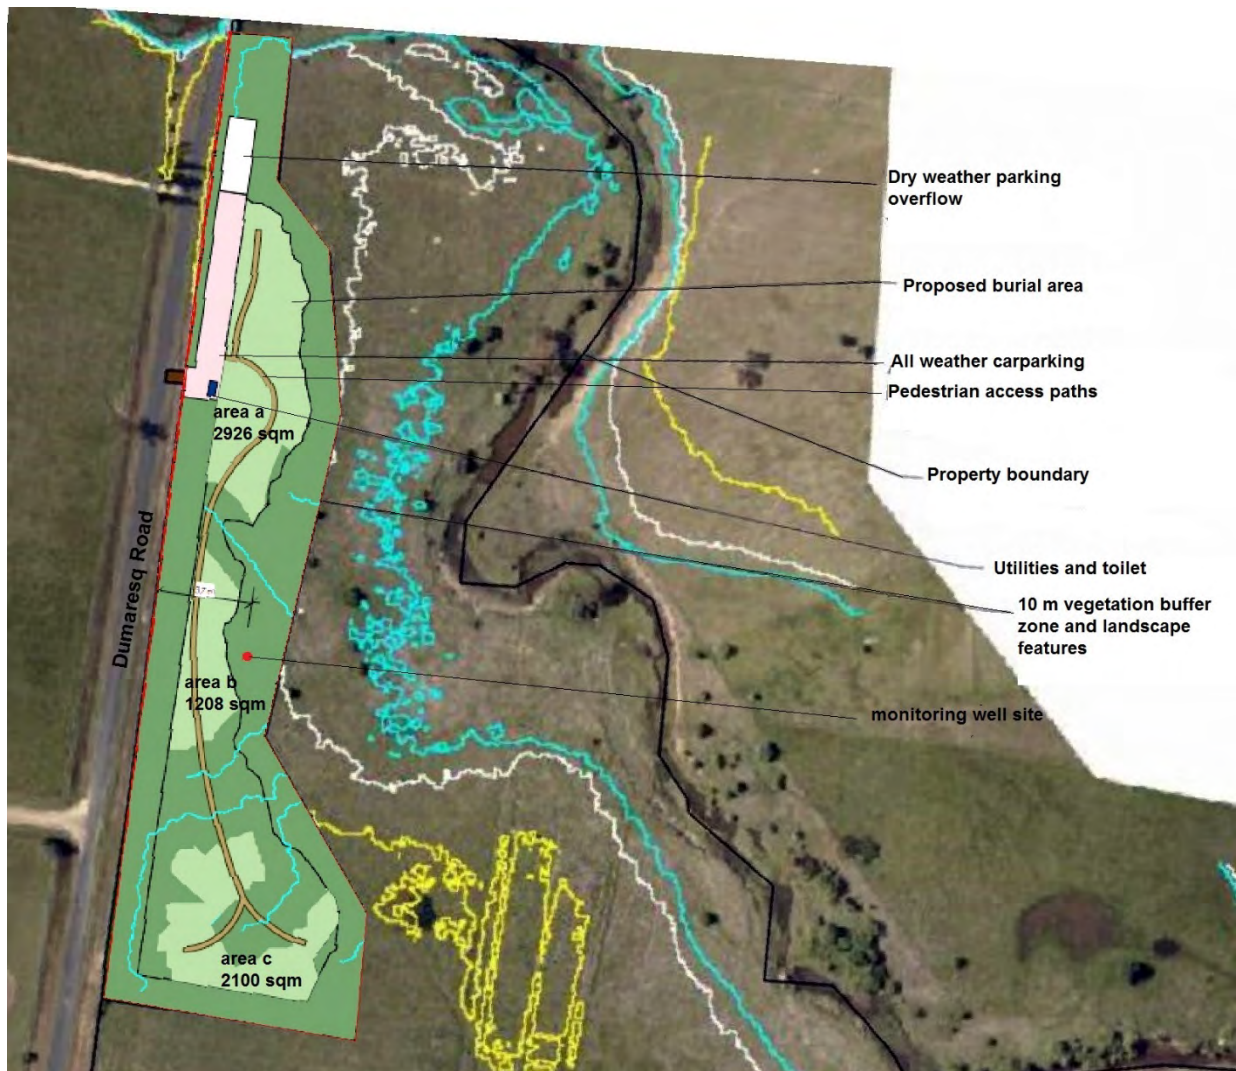 Dry weather parking
overflow
Proposed burial area
All weather carparking
Pedestrian access paths
area a
2926 sqm
Property boundary
Dumaresq Road
Utilities and toilet
10 m vegetation buffer
zone and landscape
features
area b
1208 sqm
monitoring well site
area c
2100 sqm